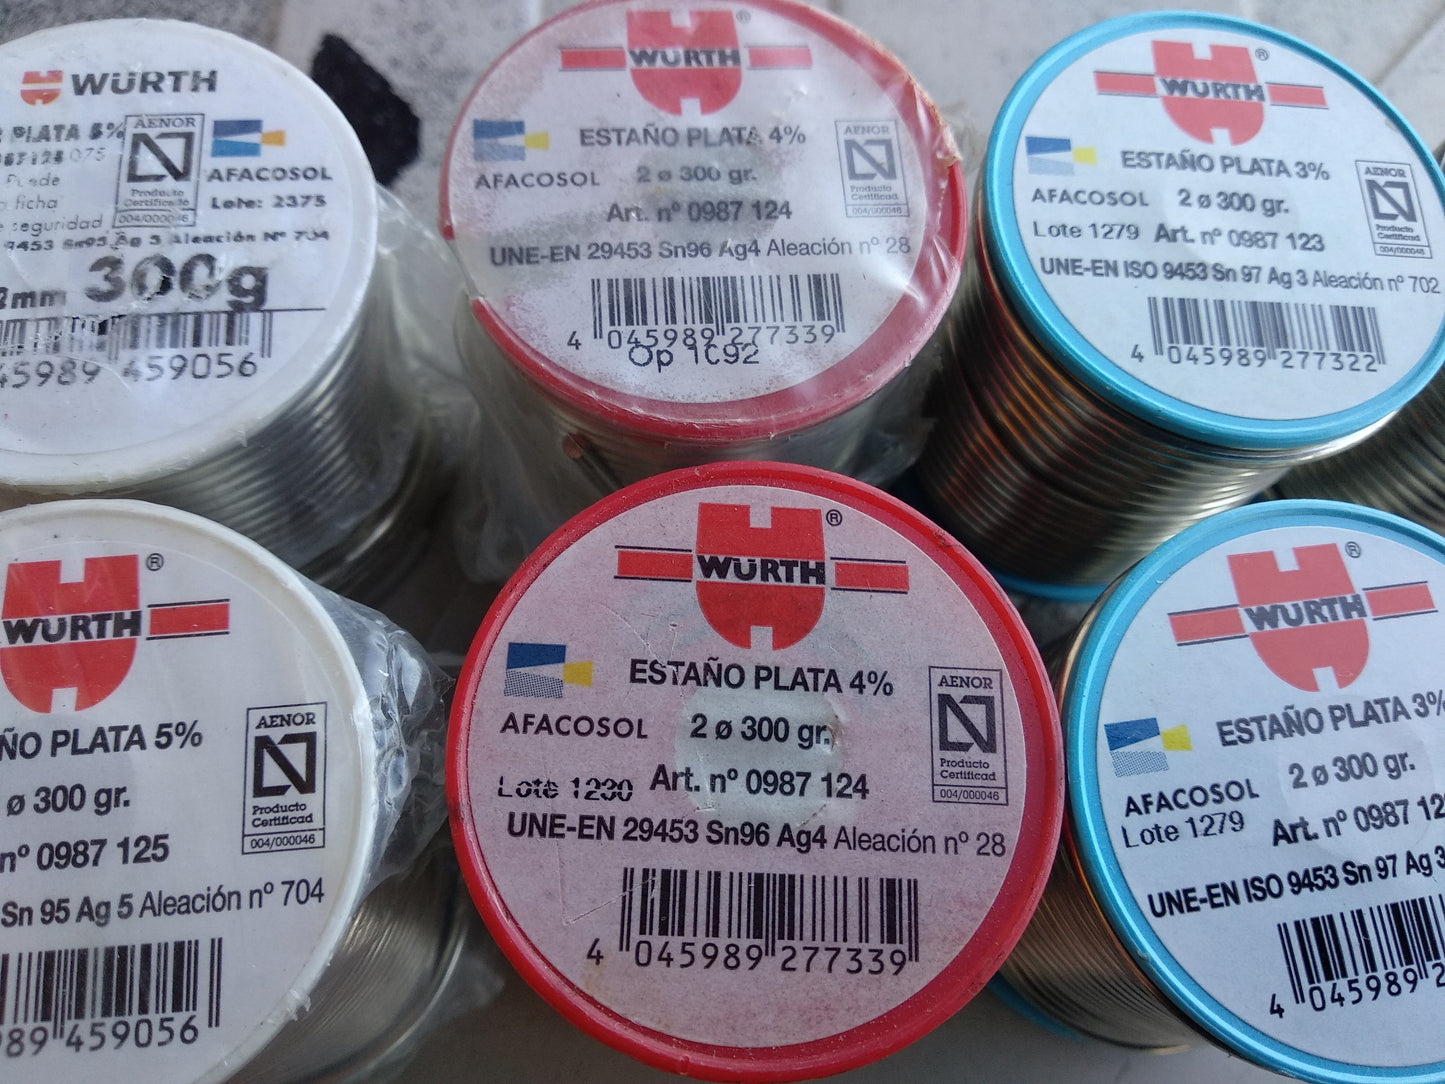 WÜRTH
PLATA 5%
AENOR
Puede
ficha
seguridad
Producto
Certificado
004/000046
AFACOSOL
Lote: 2375
9453 Sn95 Ag 5 Aleación Nº 704
2mm 300g
45989 459056
WÜRTH
®
ESTAÑO PLATA 4%
AFACOSOL
2 ø 300 gr.
AENOR
Producto
Certificado
004/000046
Art. nº 0987 124
UNE-EN 29453 Sn96 Ag4 Aleación nº 28
4 045989 277339
Op 1C92
WÜRTH
®
ESTAÑO PLATA 3%
AFACOSOL
2 ø 300 gr.
AENOR
Producto
Certificad
004/000046
Lote 1279 Art. nº 0987 123
UNE-EN ISO 9453 Sn 97 Ag 3 Aleación nº 702
4 045989 277322
WÜRTH
®
ÑO PLATA 5%
ø 300 gr.
AENOR
Producto
Certificad
004/000046
nº 0987 125
Sn 95 Ag 5 Aleación nº 704
989 459056
WÜRTH
®
ESTAÑO PLATA 4%
AFACOSOL
2 ø 300 gr.
AENOR
Producto
Certificad
004/000046
Lote 1230 Art. nº 0987 124
UNE-EN 29453 Sn96 Ag4 Aleación nº 28
4 045989 277339
WÜRTH
®
ESTAÑO PLATA 3%
AFACOSOL
2 ø 300 gr.
Lote 1279
Art. nº 0987 12
UNE-EN ISO 9453 Sn 97 Ag 3
4 045989 2